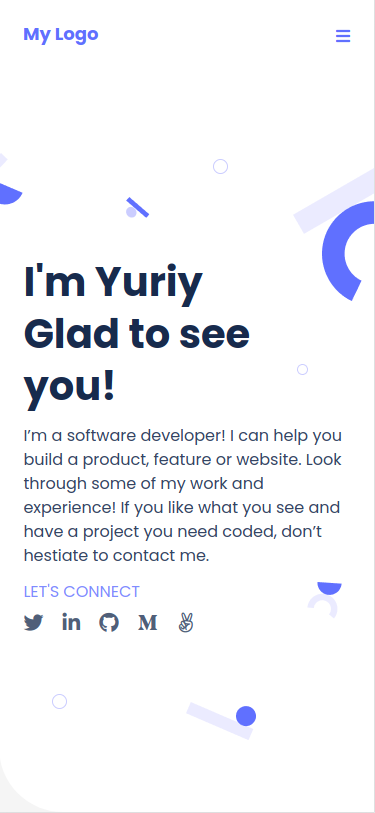 My Logo
I'm Yuriy
Glad to see
you!
I’m a software developer! I can help you
build a product, feature or website. Look
through some of my work and
experience! If you like what you see and
have a project you need coded, don’t
hestiate to contact me.
LET'S CONNECT